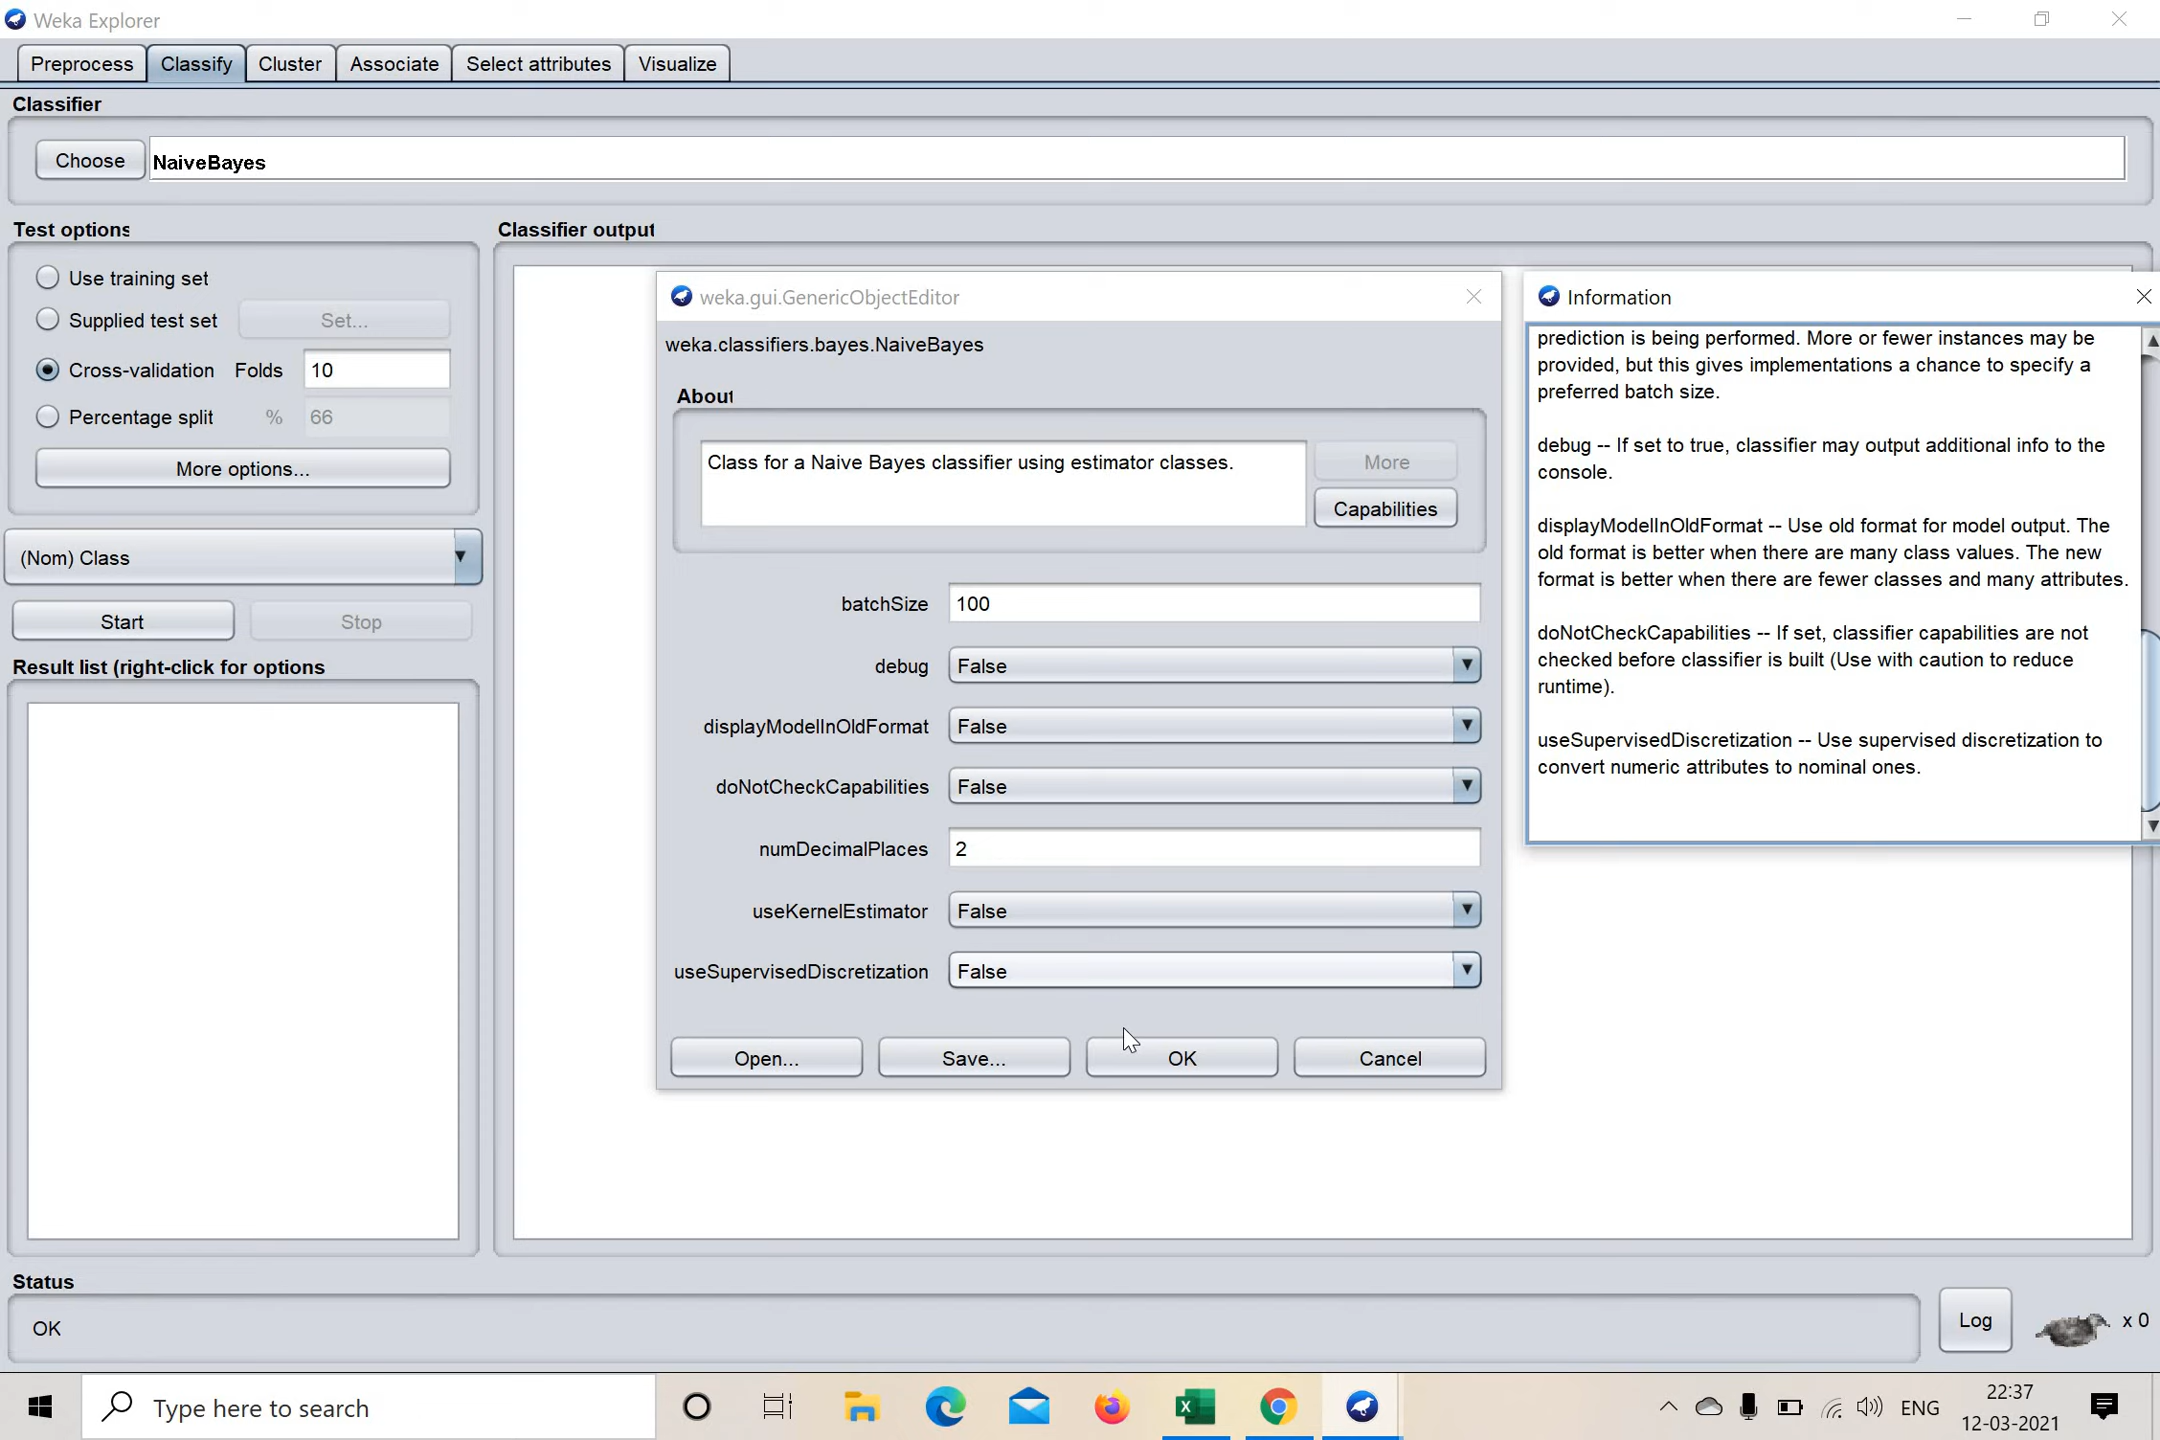 Weka Explorer
Preprocess Classify Cluster Associate Select attributes Visualize
Classifier
Choose NaiveBayes
Test options
Use training set
Supplied test set Set...
Cross-validation Folds 10
Percentage split % 66
More options...
(Nom) Class
Start Stop
Result list (right-click for options
Classifier output
weka.gui.GenericObjectEditor
weka.classifiers.bayes.NaiveBayes
About
Class for a Naive Bayes classifier using estimator classes.
More
Capabilities
batchSize 100
debug False
displayModelInOldFormat False
doNotCheckCapabilities False
numDecimalPlaces 2
useKernelEstimator False
useSupervisedDiscretization False
Open... Save... OK Cancel
Information
prediction is being performed. More or fewer instances may be
provided, but this gives implementations a chance to specify a
preferred batch size.
debug -- If set to true, classifier may output additional info to the
console.
displayModelInOldFormat -- Use old format for model output. The
old format is better when there are many class values. The new
format is better when there are fewer classes and many attributes.
doNotCheckCapabilities -- If set, classifier capabilities are not
checked before classifier is built (Use with caution to reduce
runtime).
useSupervisedDiscretization -- Use supervised discretization to
convert numeric attributes to nominal ones.
Status
OK
Log
x 0
Type here to search
ENG
22:37
12-03-2021